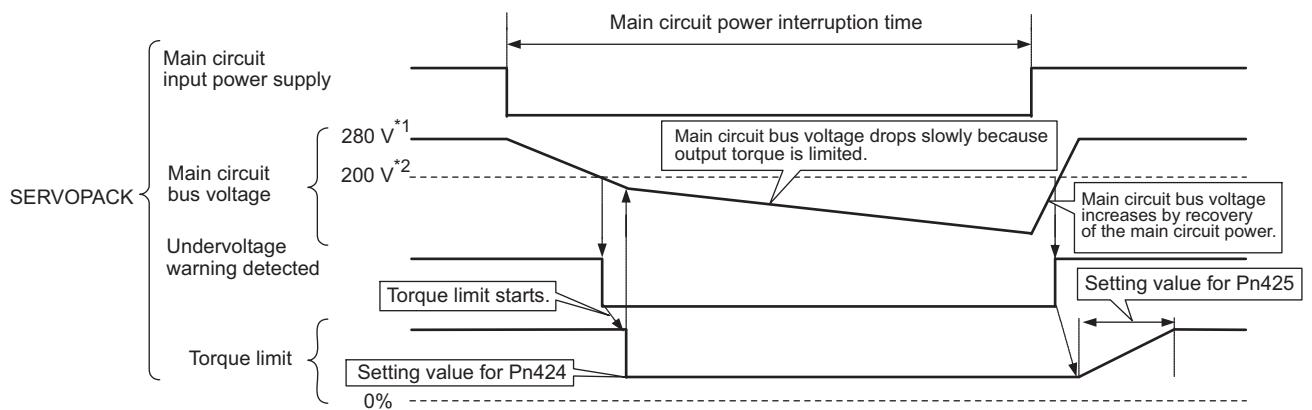 Main circuit power interruption time
SERVOPACK
Main circuit
input power supply
280 V*1
200 V*2
Main circuit
bus voltage
Main circuit bus voltage drops slowly because
output torque is limited.
Main circuit bus voltage
increases by recovery
of the main circuit power.
Undervoltage
warning detected
Torque limit starts.
Setting value for Pn425
Torque limit
Setting value for Pn424
0%